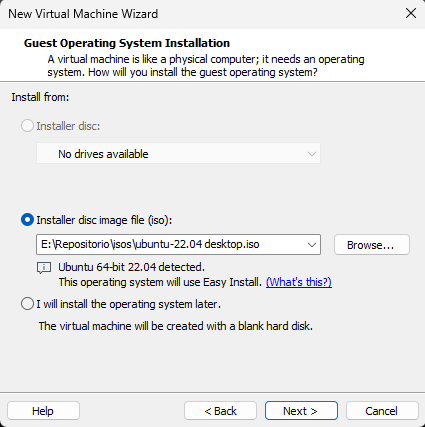 New Virtual Machine Wizard
Guest Operating System Installation
A virtual machine is like a physical computer; it needs an operating
system. How will you install the guest operating system?
Install from:
Installer disc:
No drives available
Installer disc image file (iso):
E:\Repositorio\isos\ubuntu-22.04 desktop.iso
Browse...
Ubuntu 64-bit 22.04 detected.
This operating system will use Easy Install. (What's this?)
I will install the operating system later.
The virtual machine will be created with a blank hard disk.
Help
< Back
Next >
Cancel